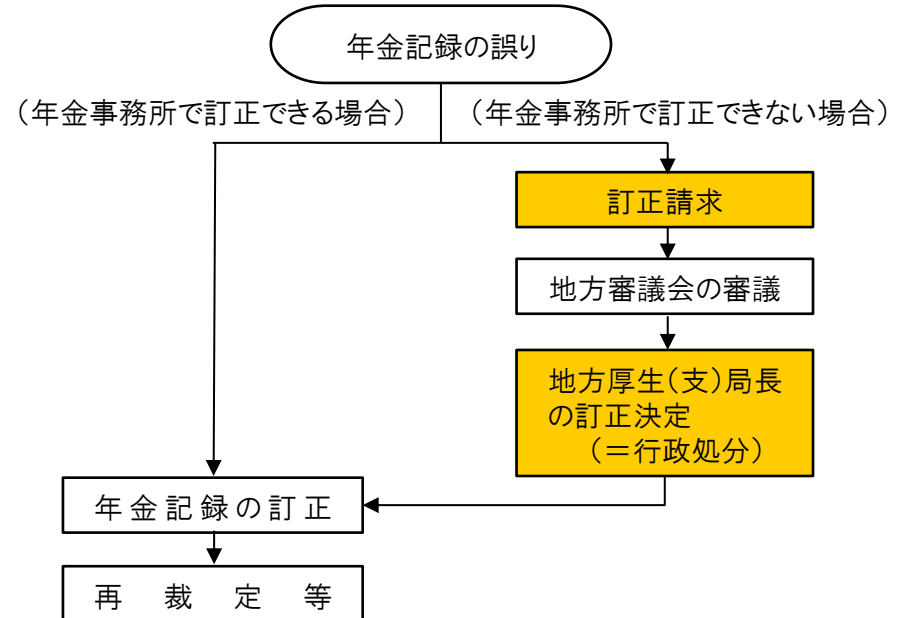 年金記録の誤り
（年金事務所で訂正できる場合）
（年金事務所で訂正できない場合）
訂正請求
地方審議会の審議
地方厚生（支）局長
の訂正決定
（＝行政処分）
年金記録の訂正
再裁定等